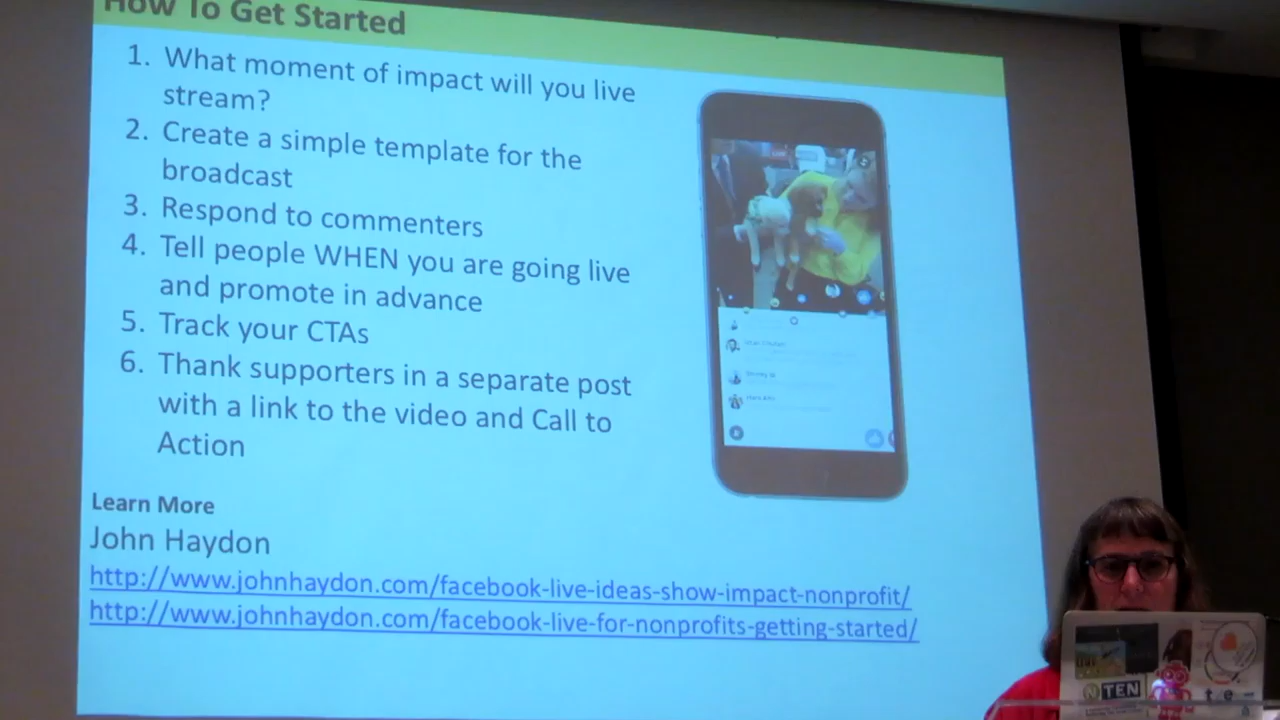 How To Get Started
1. What moment of impact will you live
stream?
2. Create a simple template for the
broadcast
3. Respond to commenters
4. Tell people WHEN you are going live
and promote in advance
5. Track your CTAs
6. Thank supporters in a separate post
with a link to the video and Call to
Action
Learn More
John Haydon
http://www.johnhaydon.com/facebook-live-ideas-show-impact-nonprofit/
http://www.johnhaydon.com/facebook-live-for-nonprofits-getting-started/
NTEN